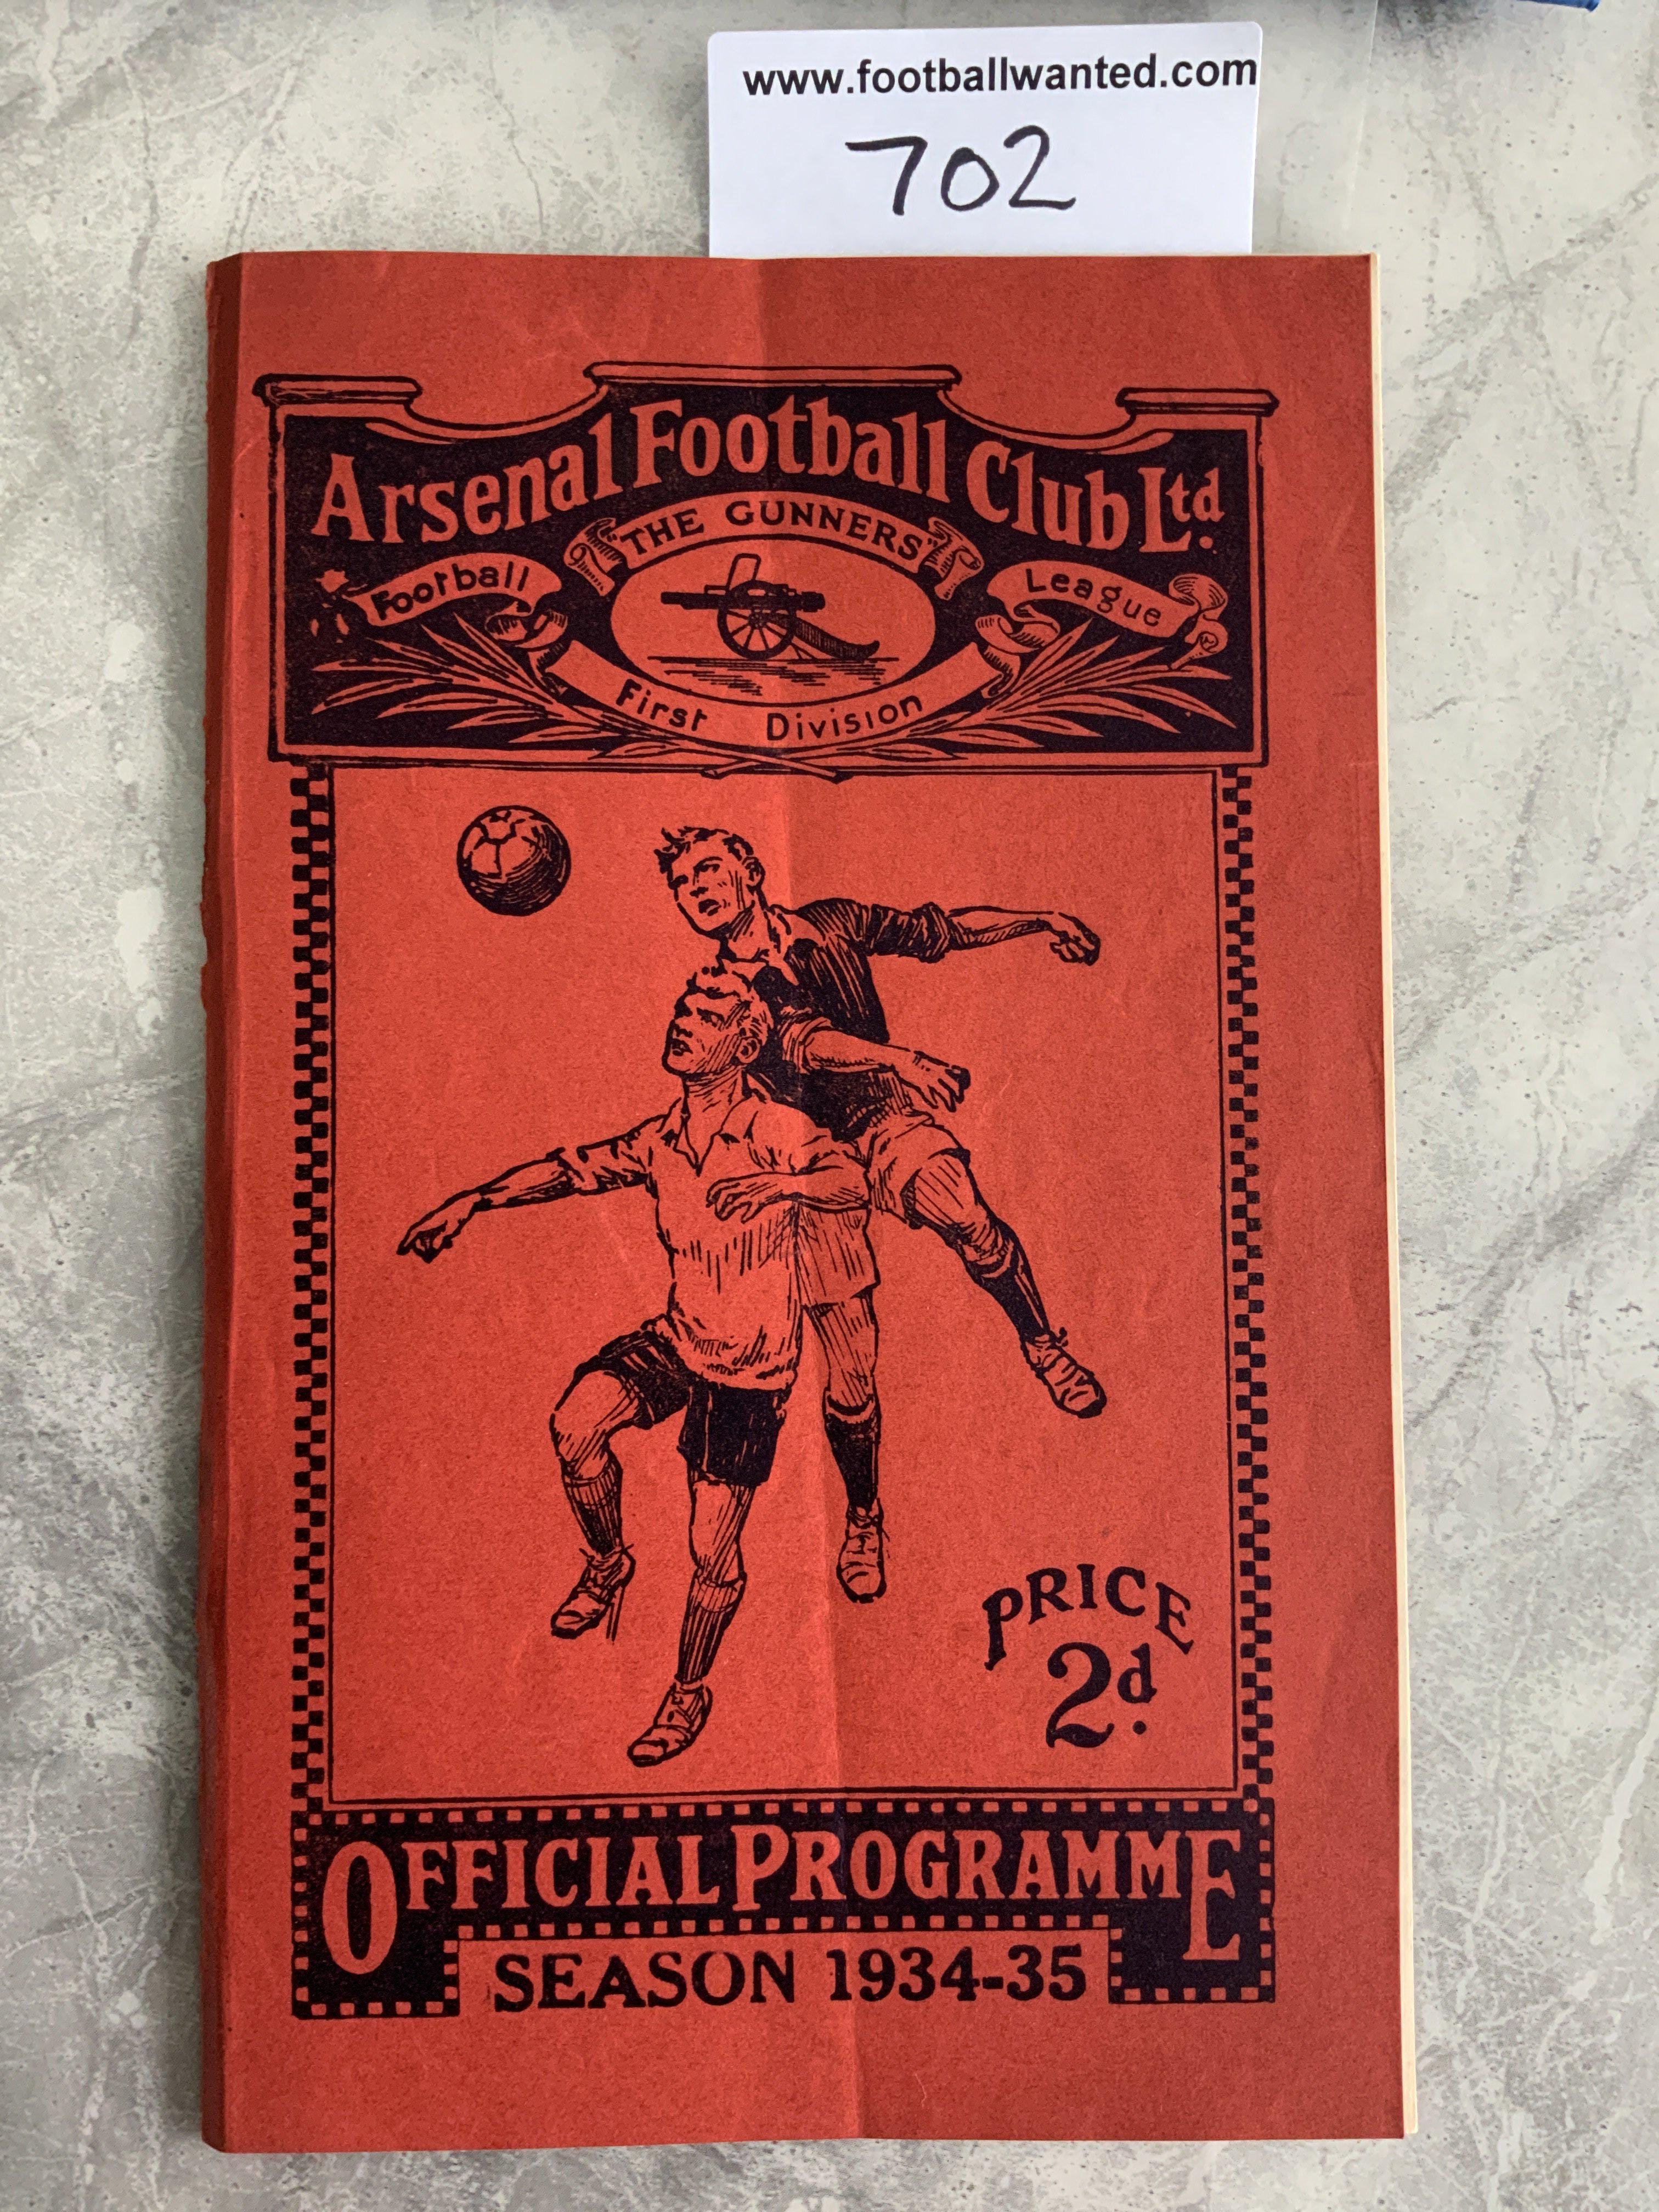 www.footballwanted.com
702
Arsenal Football Club Ltd.
"THE GUNNERS"
Football League
First Division
PRICE
2d.
OFFICIAL PROGRAMME
SEASON 1934-35